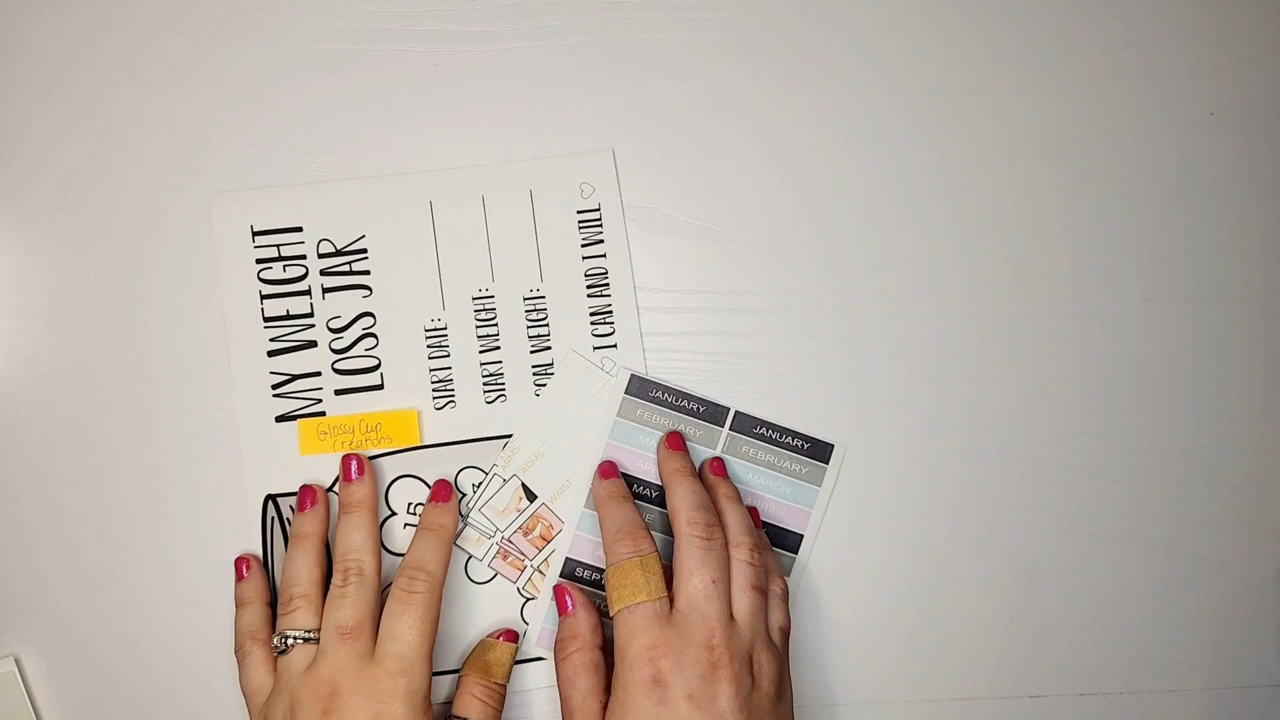 MY WEIGHT
LOSS JAR
START DATE:
START WEIGHT:
GOAL WEIGHT:
I CAN AND I WILL
Glossy Cup
Creations
15
ARMS
ARMS
WAIST
JANUARY
FEBRUARY
MAY
JANUARY
FEBRUARY
MARCH
APRIL